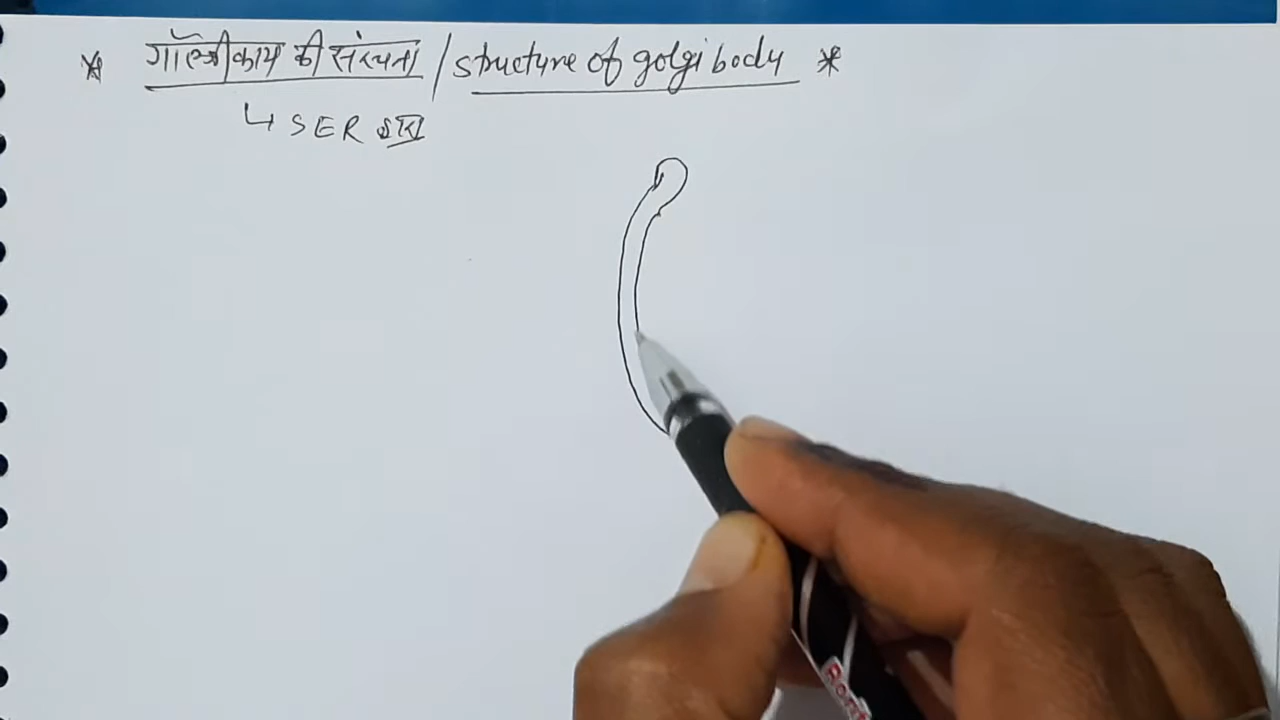 * गॉल्जीकाय की संरचना / structure of golgi body *
↳ SER द्वारा